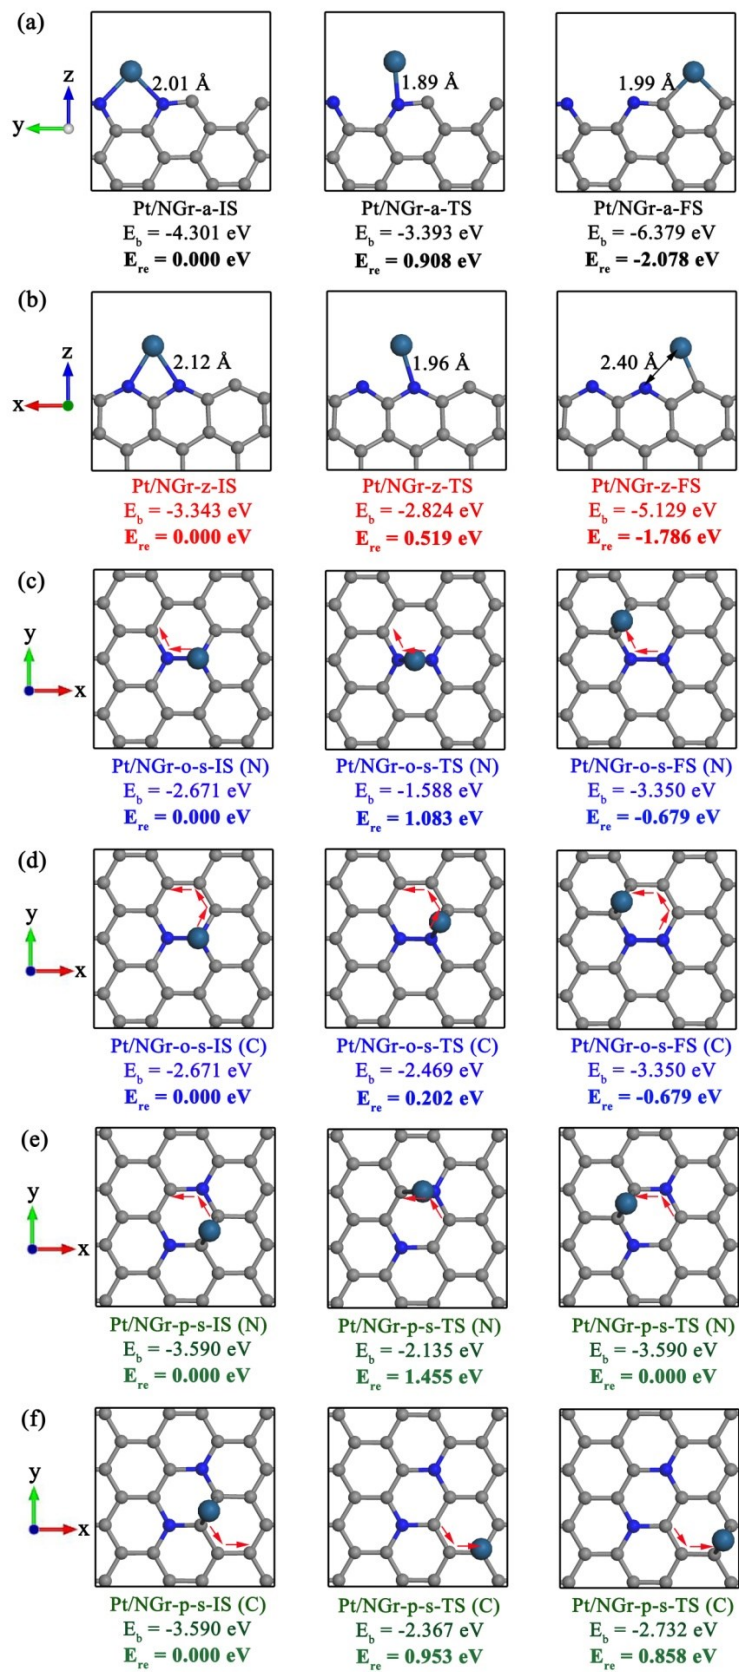 (a)
z
y
2.01 Å
1.89 Å
1.99 Å
Pt/NGr-a-IS
E_b = -4.301 eV
E_re = 0.000 eV
Pt/NGr-a-TS
E_b = -3.393 eV
E_re = 0.908 eV
Pt/NGr-a-FS
E_b = -6.379 eV
E_re = -2.078 eV
(b)
z
x
2.12 Å
1.96 Å
2.40 Å
Pt/NGr-z-IS
E_b = -3.343 eV
E_re = 0.000 eV
Pt/NGr-z-TS
E_b = -2.824 eV
E_re = 0.519 eV
Pt/NGr-z-FS
E_b = -5.129 eV
E_re = -1.786 eV
(c)
y
x
Pt/NGr-o-s-IS (N)
E_b = -2.671 eV
E_re = 0.000 eV
Pt/NGr-o-s-TS (N)
E_b = -1.588 eV
E_re = 1.083 eV
Pt/NGr-o-s-FS (N)
E_b = -3.350 eV
E_re = -0.679 eV
(d)
y
x
Pt/NGr-o-s-IS (C)
E_b = -2.671 eV
E_re = 0.000 eV
Pt/NGr-o-s-TS (C)
E_b = -2.469 eV
E_re = 0.202 eV
Pt/NGr-o-s-FS (C)
E_b = -3.350 eV
E_re = -0.679 eV
(e)
y
x
Pt/NGr-p-s-IS (N)
E_b = -3.590 eV
E_re = 0.000 eV
Pt/NGr-p-s-TS (N)
E_b = -2.135 eV
E_re = 1.455 eV
Pt/NGr-p-s-TS (N)
E_b = -3.590 eV
E_re = 0.000 eV
(f)
y
x
Pt/NGr-p-s-IS (C)
E_b = -3.590 eV
E_re = 0.000 eV
Pt/NGr-p-s-TS (C)
E_b = -2.367 eV
E_re = 0.953 eV
Pt/NGr-p-s-TS (C)
E_b = -2.732 eV
E_re = 0.858 eV